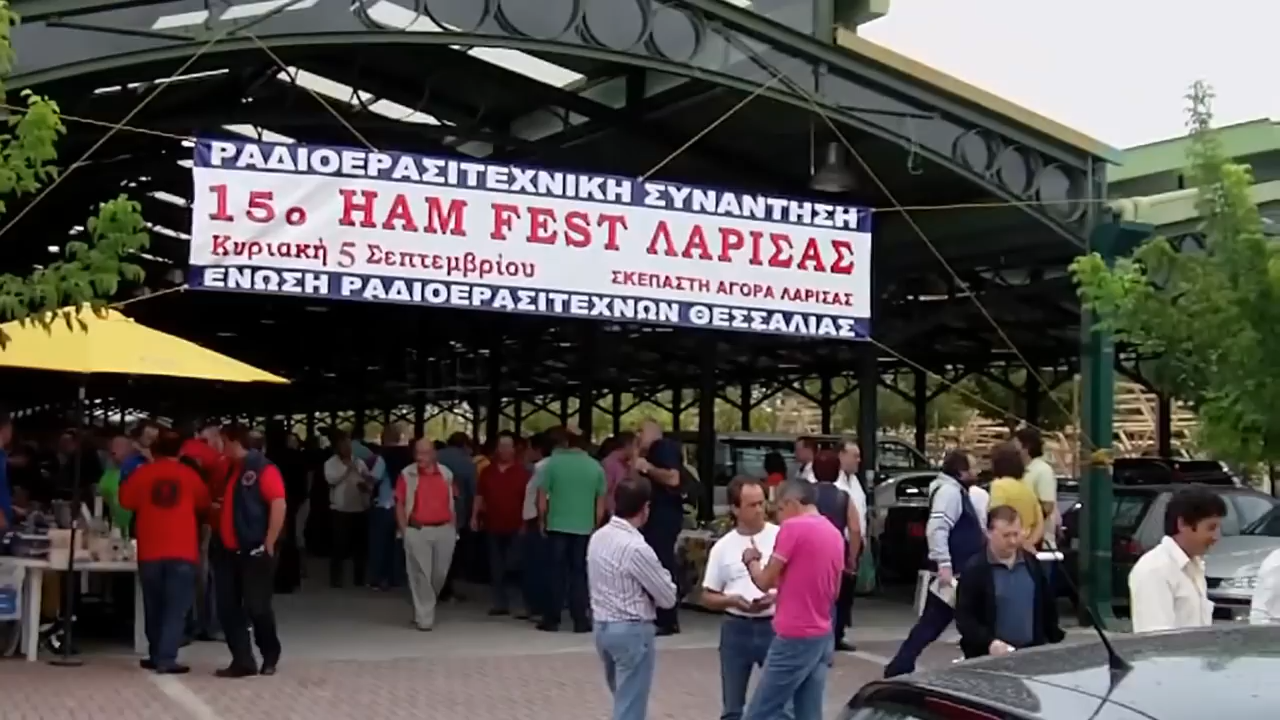 ΡΑΔΙΟΕΡΑΣΙΤΕΧΝΙΚΗ ΣΥΝΑΝΤΗΣΗ
15ο HAM FEST ΛΑΡΙΣΑΣ
Κυριακή 5 Σεπτεμβρίου
ΣΚΕΠΑΣΤΗ ΑΓΟΡΑ ΛΑΡΙΣΑΣ
ΕΝΩΣΗ ΡΑΔΙΟΕΡΑΣΙΤΕΧΝΩΝ ΘΕΣΣΑΛΙΑΣ